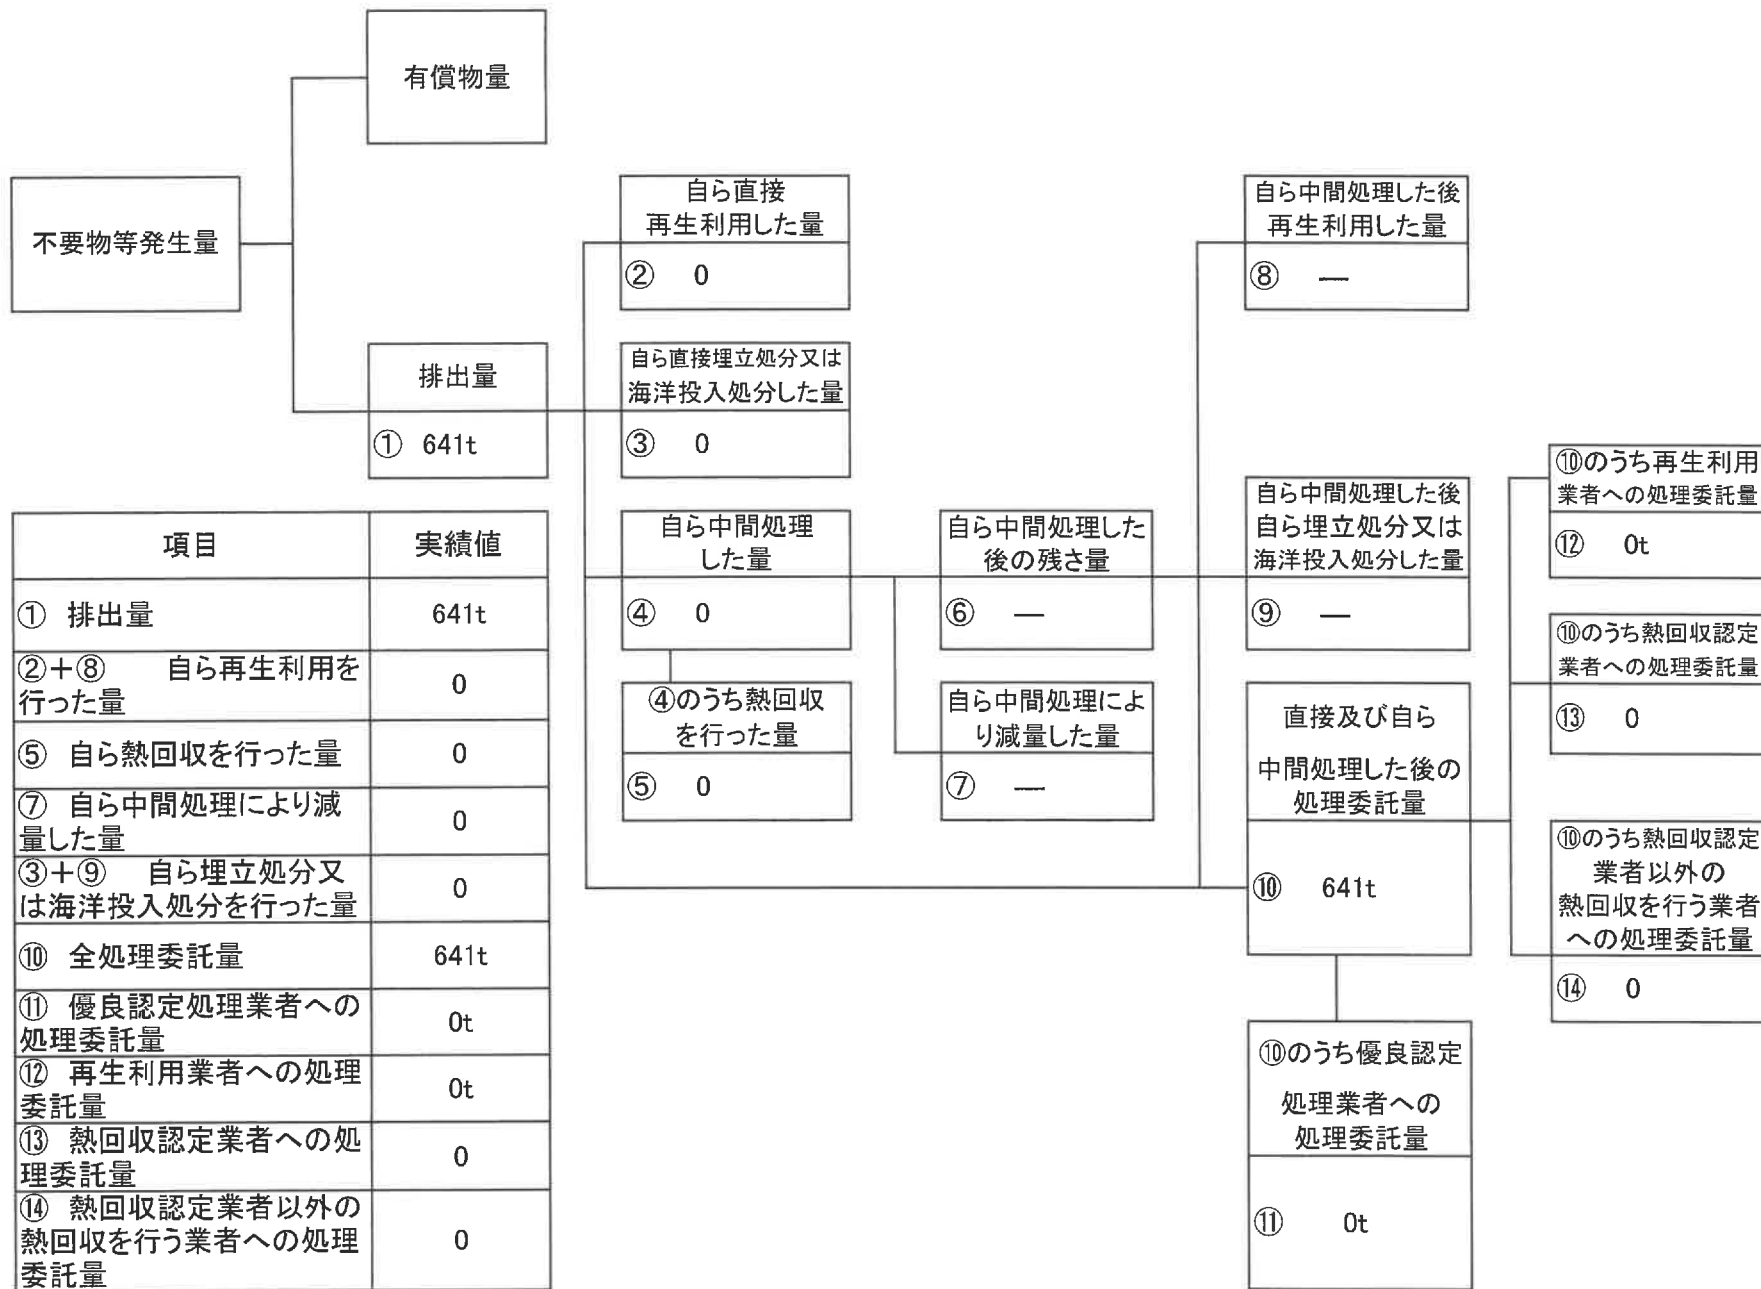 有償物量
不要物等発生量
自ら直接
再生利用した量
② 0
自ら中間処理した後
再生利用した量
⑧ ―
排出量
① 641t
自ら直接埋立処分又は
海洋投入処分した量
③ 0
自ら中間処理
した量
④ 0
自ら中間処理した
後の残さ量
⑥ ―
自ら中間処理した後
自ら埋立処分又は
海洋投入処分した量
⑨ ―
⑩のうち再生利用
業者への処理委託量
⑫ 0t
⑩のうち熱回収認定
業者への処理委託量
⑬ 0
④のうち熱回収
を行った量
⑤ 0
自ら中間処理によ
り減量した量
⑦ ―
直接及び自ら
中間処理した後の
処理委託量
⑩ 641t
⑩のうち熱回収認定
業者以外の
熱回収を行う業者
への処理委託量
⑭ 0
⑩のうち優良認定
処理業者への
処理委託量
⑪ 0t
項目 実績値
① 排出量 641t
②+⑧ 自ら再生利用を
行った量 0
⑤ 自ら熱回収を行った量 0
⑦ 自ら中間処理により減
量した量 0
③+⑨ 自ら埋立処分又
は海洋投入処分を行った量 0
⑩ 全処理委託量 641t
⑪ 優良認定処理業者への
処理委託量 0t
⑫ 再生利用業者への処理
委託量 0t
⑬ 熱回収認定業者への処
理委託量 0
⑭ 熱回収認定業者以外の
熱回収を行う業者への処理
委託量 0